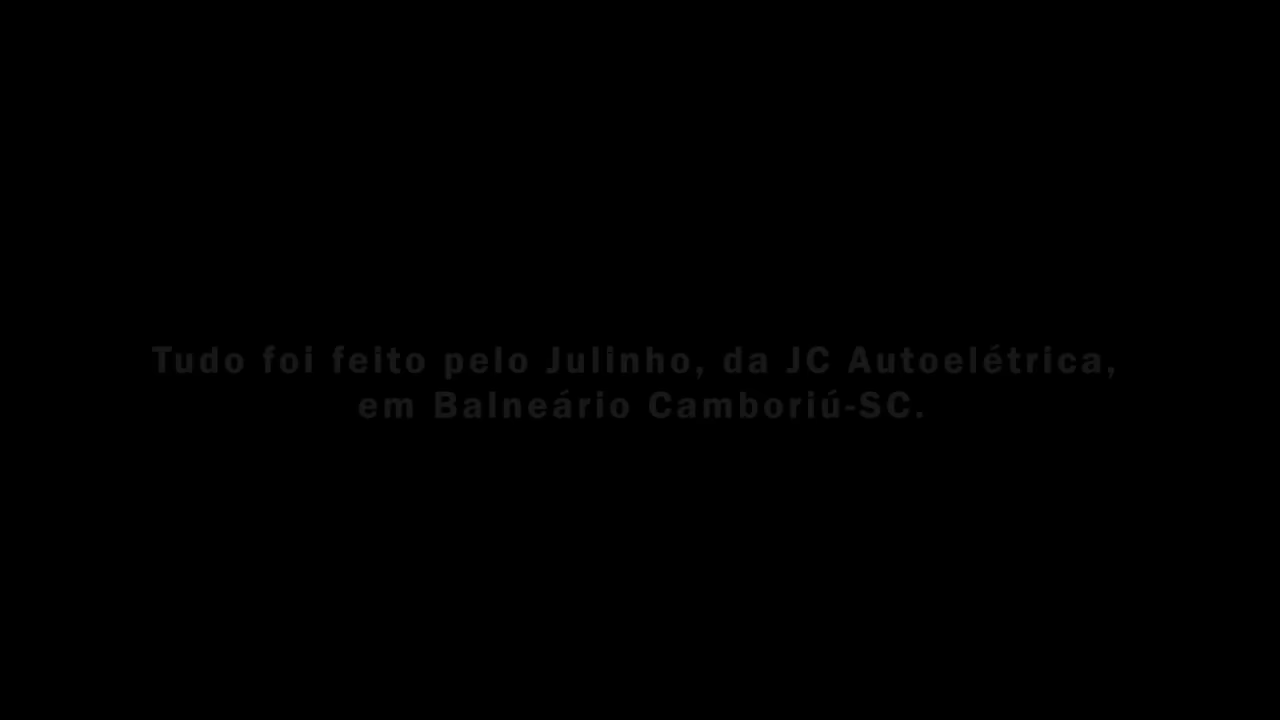 Tudo foi feito pelo Julinho, da JC Autoelétrica,
em Balneário Camboriú-SC.